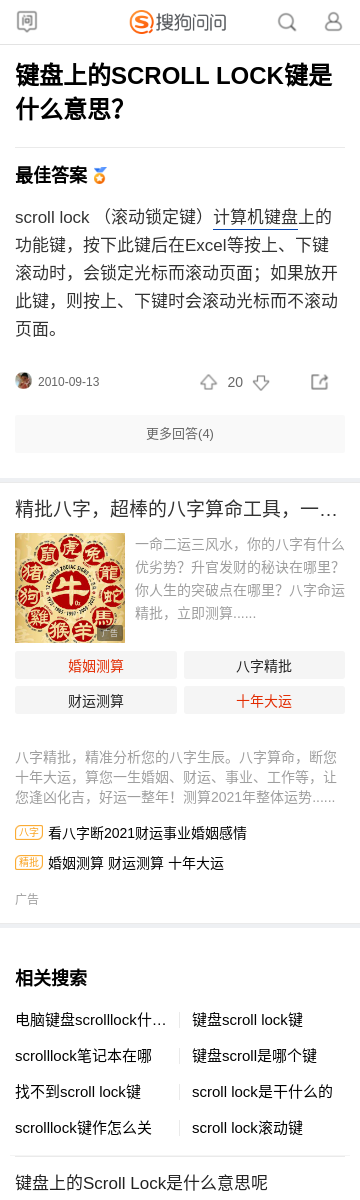 问
搜狗问问
键盘上的SCROLL LOCK键是
什么意思?
最佳答案
scroll lock （滚动锁定键）计算机键盘上的
功能键，按下此键后在Excel等按上、下键
滚动时，会锁定光标而滚动页面；如果放开
此键，则按上、下键时会滚动光标而不滚动
页面。
2010-09-13
20
更多回答(4)
精批八字，超棒的八字算命工具，一…
鼠虎兔龍蛇馬羊猴雞狗豬
牛
广告
一命二运三风水，你的八字有什么
优劣势？升官发财的秘诀在哪里？
你人生的突破点在哪里？八字命运
精批，立即测算......
婚姻测算
八字精批
财运测算
十年大运
八字精批，精准分析您的八字生辰。八字算命，断您
十年大运，算您一生婚姻、财运、事业、工作等，让
您逢凶化吉，好运一整年！测算2021年整体运势......
八字 看八字断2021财运事业婚姻感情
精批 婚姻测算 财运测算 十年大运
广告
相关搜索
电脑键盘scrolllock什…
键盘scroll lock键
scrolllock笔记本在哪
键盘scroll是哪个键
找不到scroll lock键
scroll lock是干什么的
scrolllock键作怎么关
scroll lock滚动键
键盘上的Scroll Lock是什么意思呢